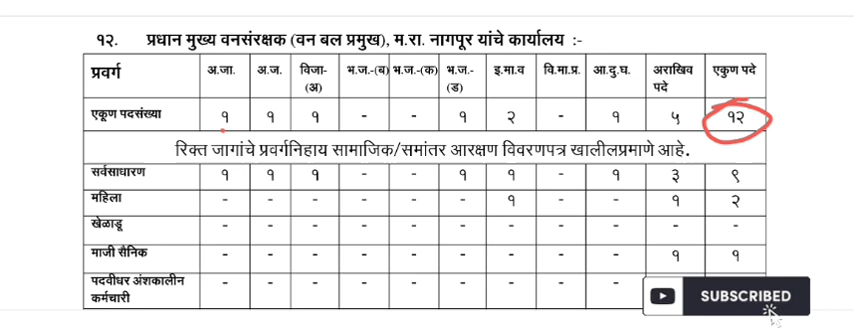 १२. प्रधान मुख्य वनसंरक्षक (वन बल प्रमुख), म.रा. नागपूर यांचे कार्यालय :-
प्रवर्ग अ.जा. अ.ज. विजा-(अ) भ.ज.-(ब) भ.ज.-(क) भ.ज.-(ड) इ.मा.व वि.मा.प्र. आ.दु.घ. अराखिव पदे एकुण पदे
एकूण पदसंख्या १ १ १ - - १ २ - १ ५ १२
रिक्त जागांचे प्रवर्गनिहाय सामाजिक/समांतर आरक्षण विवरणपत्र खालीलप्रमाणे आहे.
सर्वसाधारण १ १ १ - - १ १ - १ ३ ९
महिला - - - - - - १ - - १ २
खेळाडू - - - - - - - - - - -
माजी सैनिक - - - - - - - - - १ १
पदवीधर अंशकालीन कर्मचारी - - - - - - - - -
SUBSCRIBED